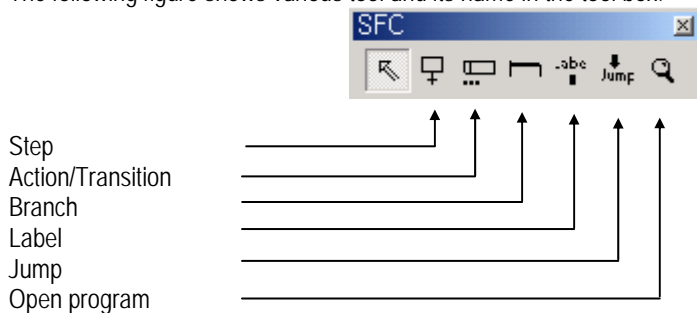 The following figure shows various tool and its name in the tool box.
SFC
Label
Jump
Step
Action/Transition
Branch
Label
Jump
Open program